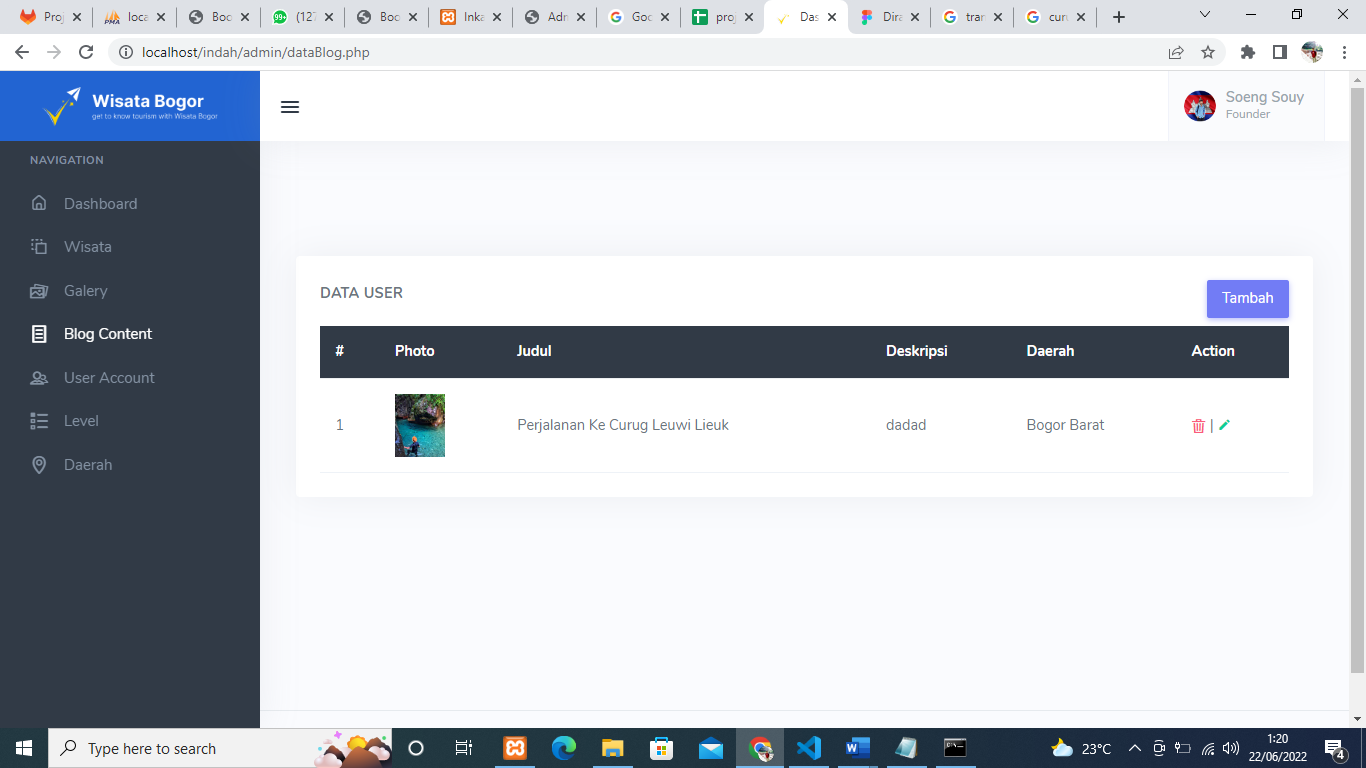 Proj
loca
Boo
(127
Boo
Inka
Adn
Goo
proj
Das
Dira
tran
curu
localhost/indah/admin/dataBlog.php
Wisata Bogor
get to know tourism with Wisata Bogor
Soeng Souy
Founder
NAVIGATION
Dashboard
Wisata
Galery
Blog Content
User Account
Level
Daerah
DATA USER
Tambah
# Photo Judul Deskripsi Daerah Action
1 Perjalanan Ke Curug Leuwi Lieuk dadad Bogor Barat |
Type here to search
23°C
1:20
22/06/2022
4